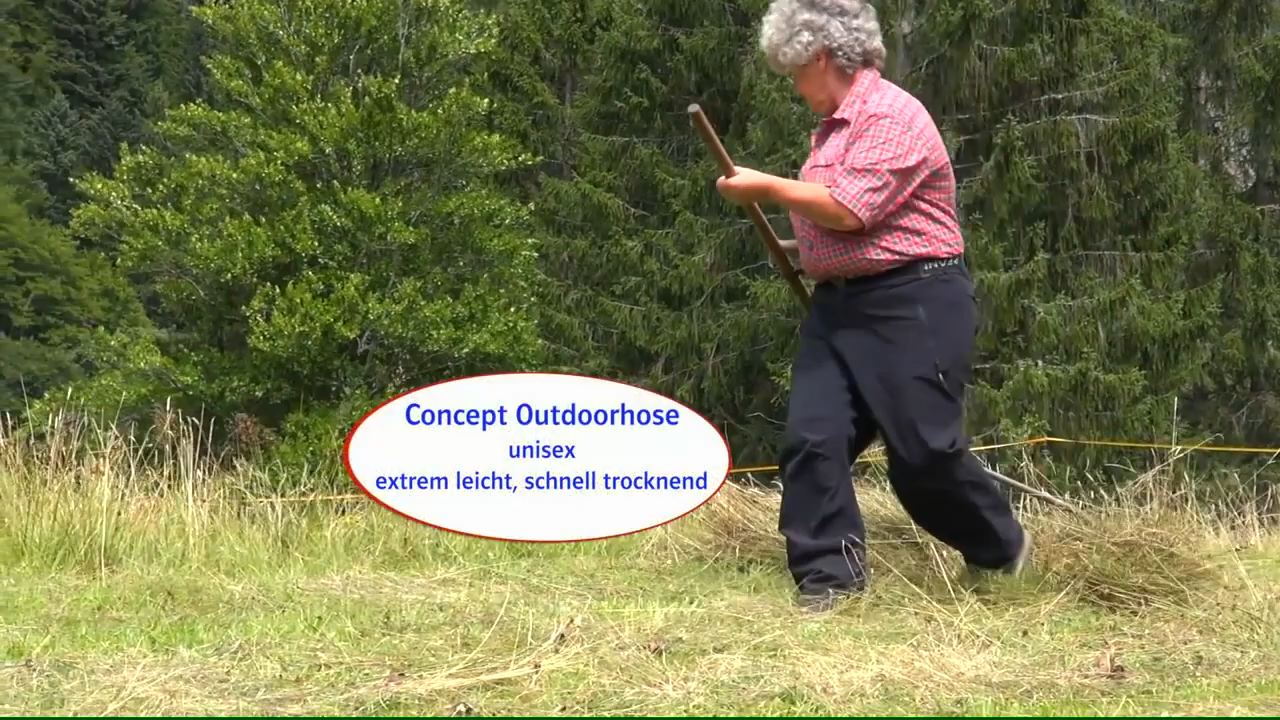 Concept Outdoorhose
unisex
extrem leicht, schnell trocknend